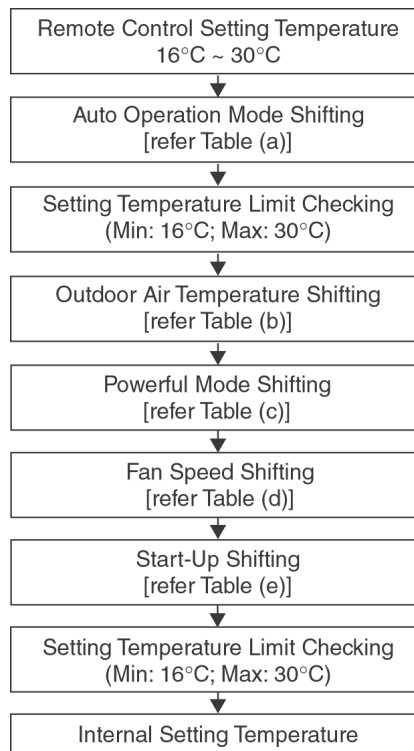 Remote Control Setting Temperature
16°C ~ 30°C
Auto Operation Mode Shifting
[refer Table (a)]
Setting Temperature Limit Checking
(Min: 16°C; Max: 30°C)
Outdoor Air Temperature Shifting
[refer Table (b)]
Powerful Mode Shifting
[refer Table (c)]
Fan Speed Shifting
[refer Table (d)]
Start-Up Shifting
[refer Table (e)]
Setting Temperature Limit Checking
(Min: 16°C; Max: 30°C)
Internal Setting Temperature